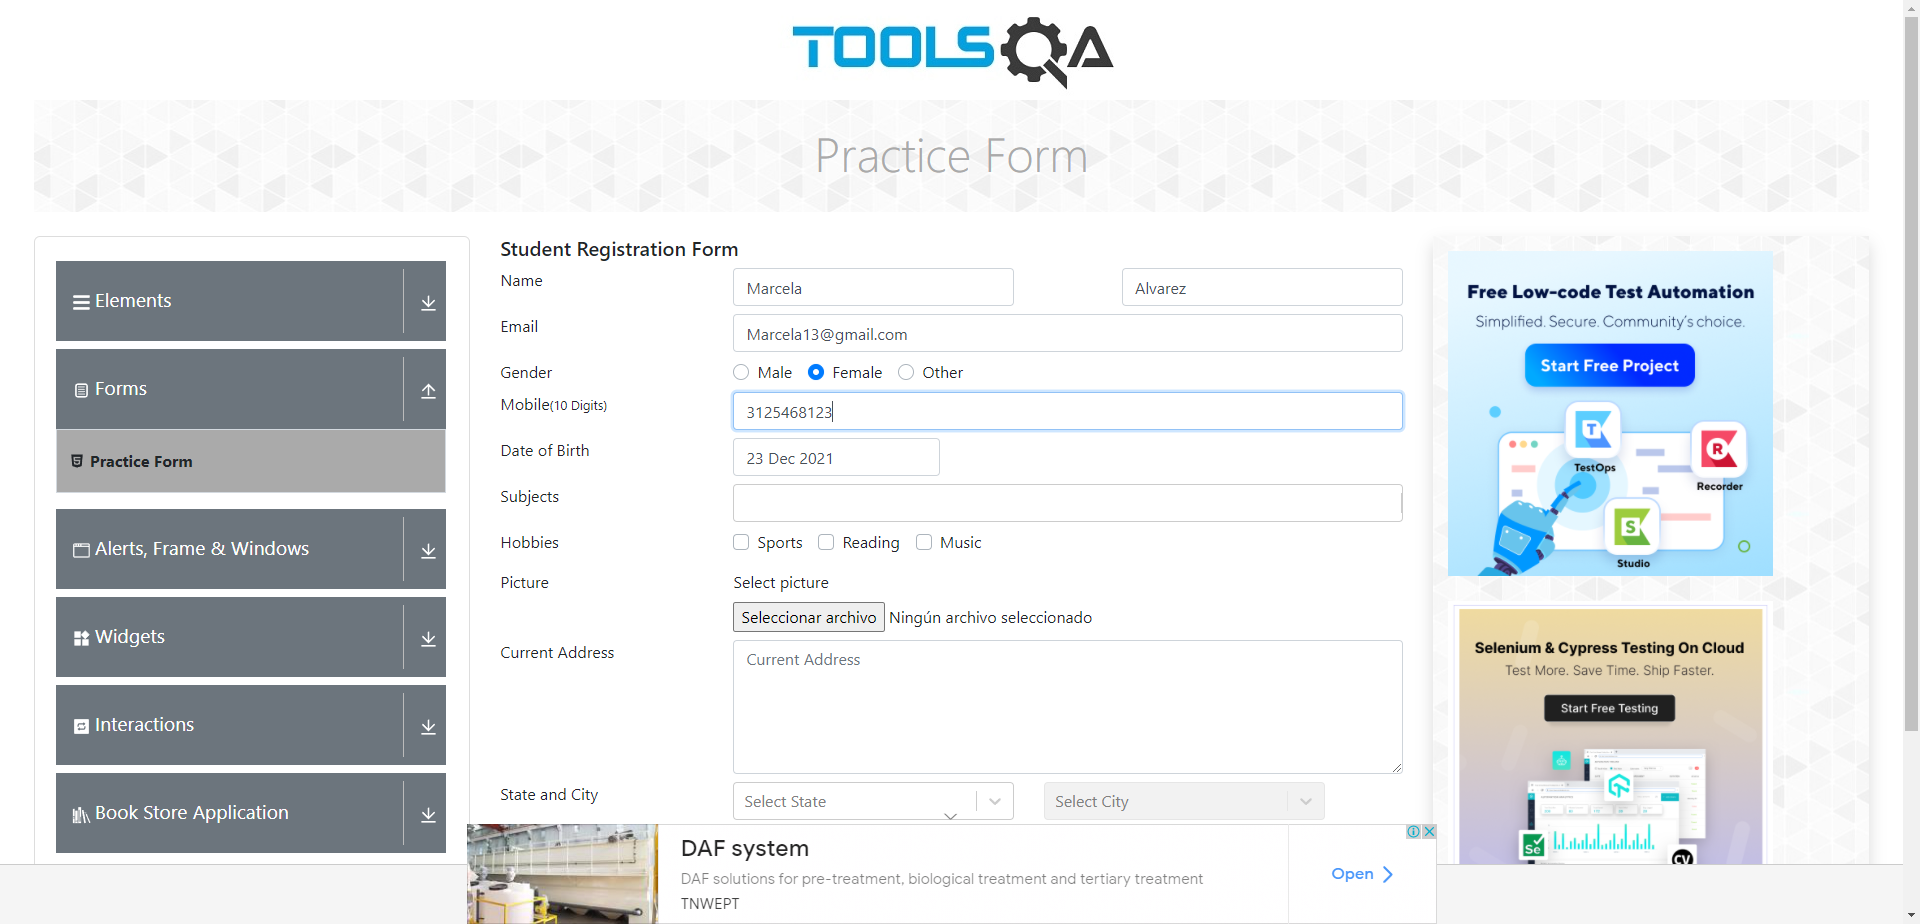 TOOLSQA
Practice Form
Elements
Forms
Practice Form
Alerts, Frame & Windows
Widgets
Interactions
Book Store Application
Student Registration Form
Name
Marcela
Alvarez
Email
Marcela13@gmail.com
Gender
Male
Female
Other
Mobile(10 Digits)
3125468123
Date of Birth
23 Dec 2021
Subjects
Hobbies
Sports
Reading
Music
Picture
Select picture
Seleccionar archivo Ningún archivo seleccionado
Current Address
Current Address
State and City
Select State
Select City
Free Low-code Test Automation
Simplified. Secure. Community's choice.
Start Free Project
T
TestOps
R
Recorder
S
Studio
Selenium & Cypress Testing On Cloud
Test More. Save Time. Ship Faster.
Start Free Testing
Se
CY
DAF system
DAF solutions for pre-treatment, biological treatment and tertiary treatment
TNWEPT
Open